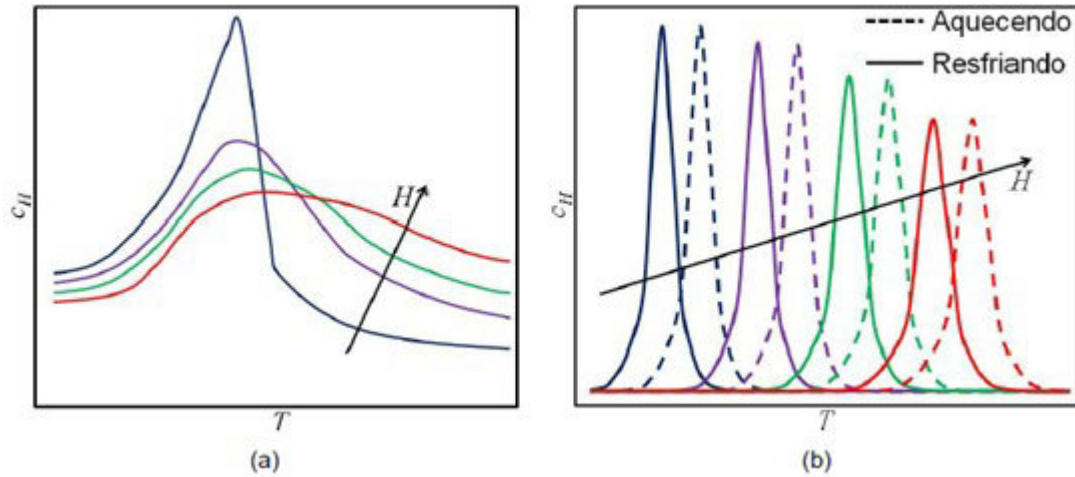 Aquecendo
Resfriando
H
H
c_H
c_H
T
T
(a)
(b)